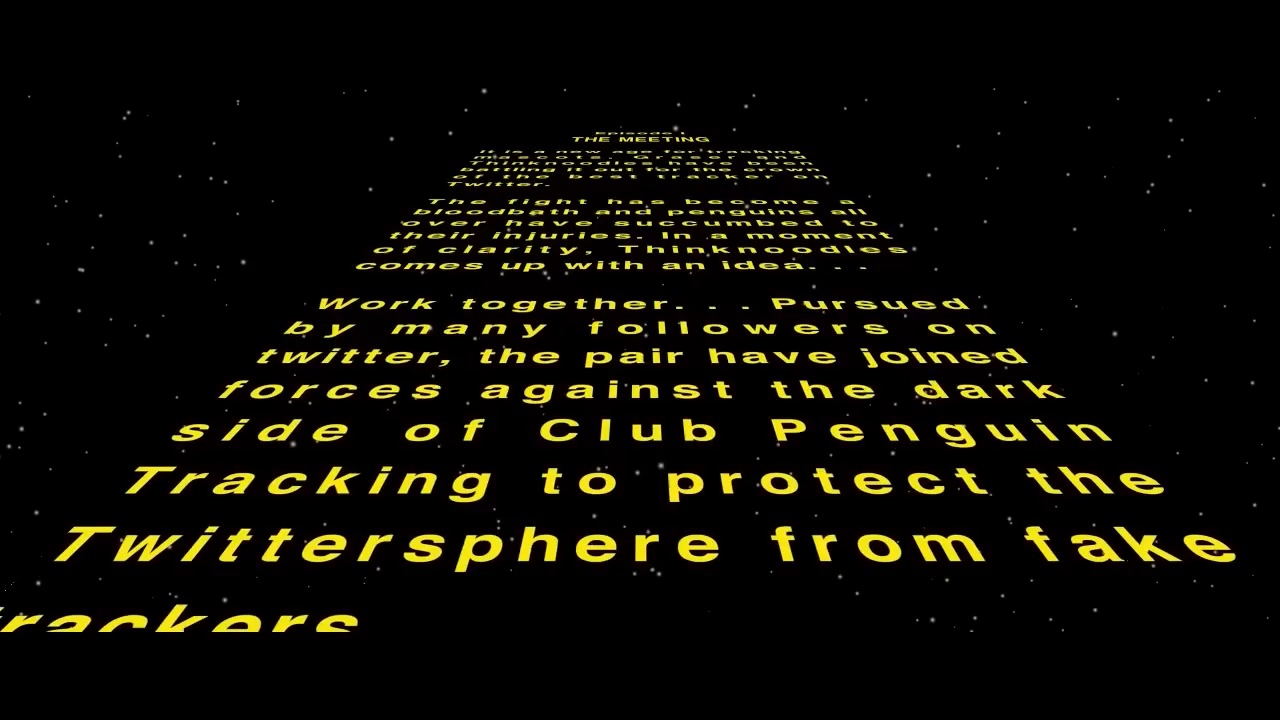 Episode I
THE MEETING
It is a new age for tracking
mascots. Graser and
Thinknoodles have been
battling it out for the crown
of the best tracker on
Twitter.
The fight has become a
bloodbath and penguins all
over have succumbed to
their injuries. In a moment
of clarity, Thinknoodles
comes up with an idea. . .
Work together. . . Pursued
by many followers on
twitter, the pair have joined
forces against the dark
side of Club Penguin
Tracking to protect the
Twittersphere from fake
trackers